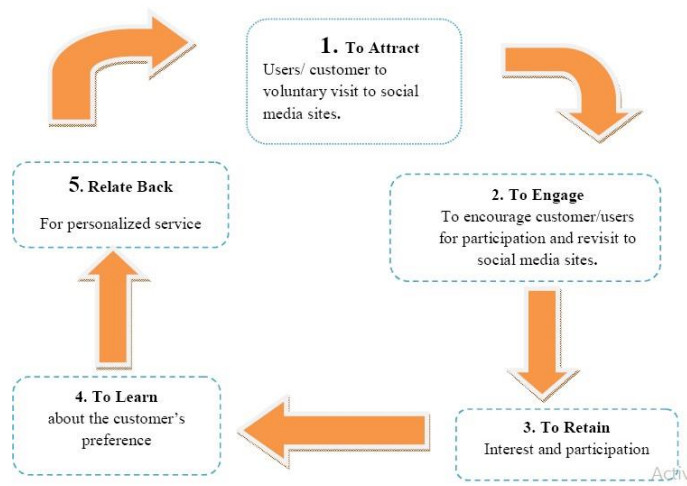 1. To Attract
Users/ customer to
voluntary visit to social
media sites.
2. To Engage
To encourage customer/users
for participation and revisit to
social media sites.
3. To Retain
Interest and participation
4. To Learn
about the customer's
preference
5. Relate Back
For personalized service